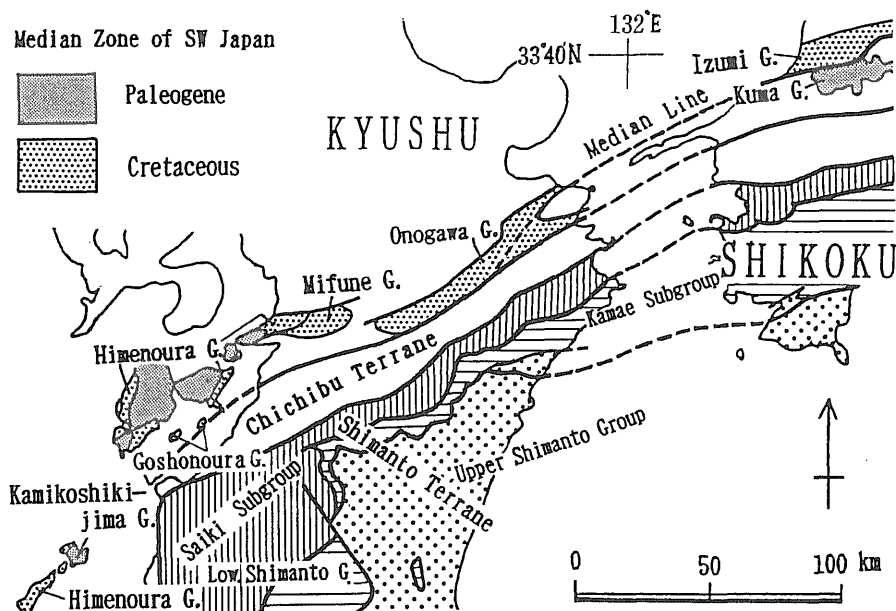 Median Zone of SW Japan
Paleogene
Cretaceous
132°E
33°40N
Izumi G.
Kuma G.
Median Line
KYUSHU
Onogawa G.
SHIKOKU
Mifune G.
Kamae Subgroup
Himenoura G.
Chichibu Terrane
Goshonoura G.
Shimanto Terrane
Upper Shimanto Group
Kamikoshiki-
jima G.
Saiki Subgroup
Low. Shimanto G
Himenoura G.
0 50 100 km